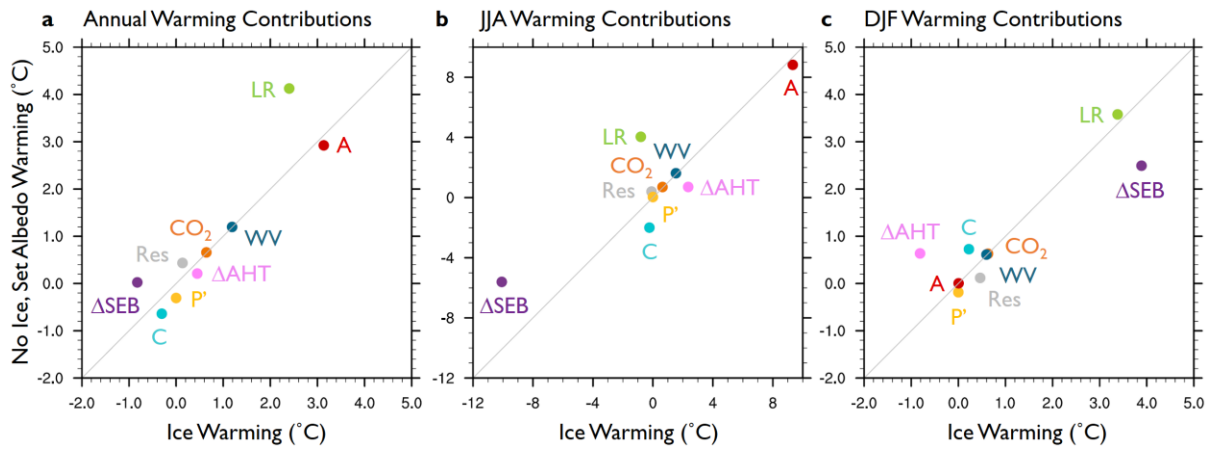 a Annual Warming Contributions
b JJA Warming Contributions
c DJF Warming Contributions
No Ice, Set Albedo Warming (˚C)
5.0
4.0
3.0
2.0
1.0
0.0
-1.0
-2.0
LR
A
CO2
WV
Res
ΔAHT
ΔSEB
P'
C
-2.0 -1.0 0.0 1.0 2.0 3.0 4.0 5.0
Ice Warming (˚C)
8
4
0
-4
-8
-12
A
LR
WV
CO2
Res
ΔAHT
P'
C
ΔSEB
-12 -8 -4 0 4 8
Ice Warming (˚C)
5.0
4.0
3.0
2.0
1.0
0.0
-1.0
-2.0
LR
ΔSEB
C
ΔAHT
CO2
WV
A
Res
P'
-2.0 -1.0 0.0 1.0 2.0 3.0 4.0 5.0
Ice Warming (˚C)